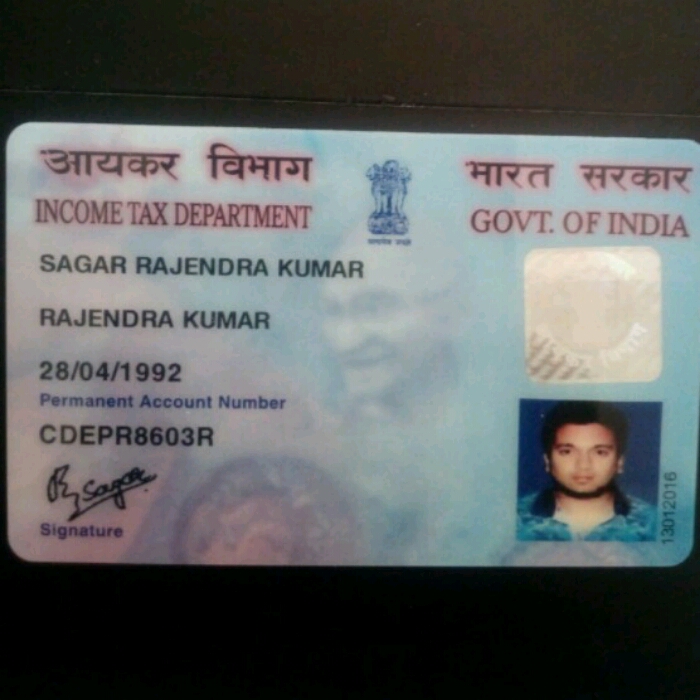 आयकर विभाग
INCOME TAX DEPARTMENT
भारत सरकार
GOVT. OF INDIA
सत्यमेव जयते
SAGAR RAJENDRA KUMAR
RAJENDRA KUMAR
28/04/1992
Permanent Account Number
CDEPR8603R
Sagar
Signature
13012016